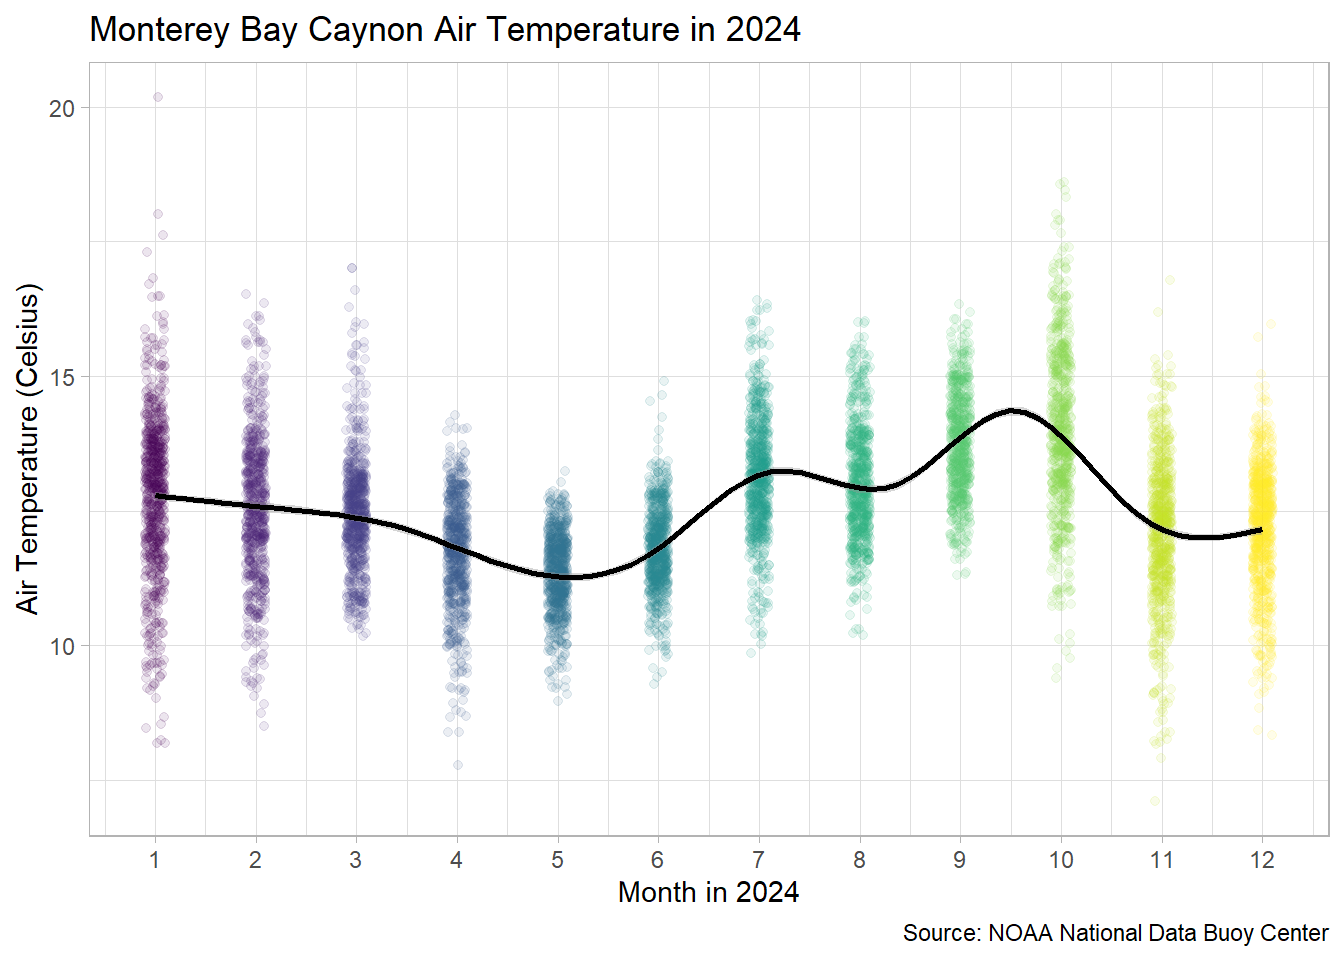 Monterey Bay Caynon Air Temperature in 2024
20
15
10
Air Temperature (Celsius)
1 2 3 4 5 6 7 8 9 10 11 12
Month in 2024
Source: NOAA National Data Buoy Center